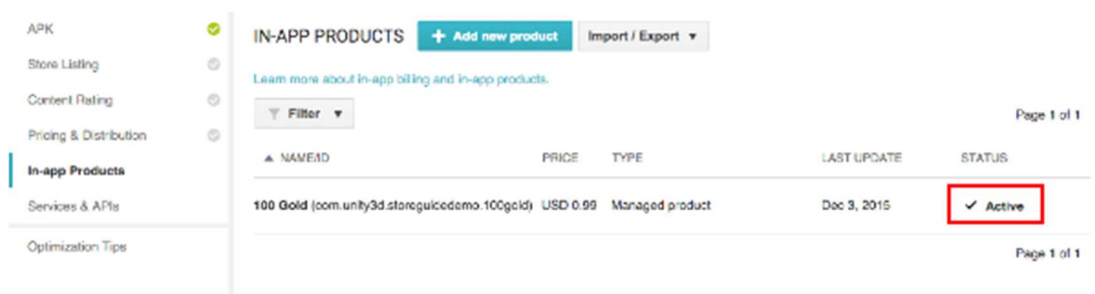 APK
Store Listing
Content Rating
Pricing & Distribution
In-app Products
Services & APIs
Optimization Tips
IN-APP PRODUCTS + Add new product Import / Export ▼
Learn more about in-app billing and in-app products.
Filter ▼
Page 1 of 1
▲ NAME/ID PRICE TYPE LAST UPDATE STATUS
100 Gold (com.unity3d.storeguidedemo.100gold) USD 0.99 Managed product Dec 3, 2015 ✓ Active
Page 1 of 1